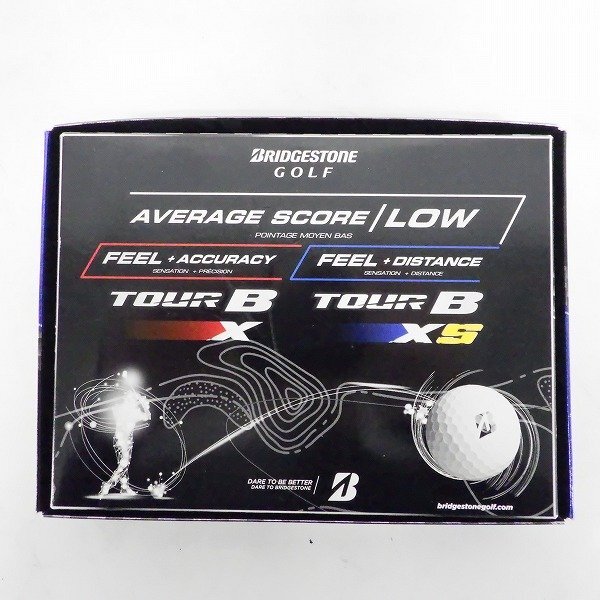 BRIDGESTONE
GOLF
AVERAGE SCORE / LOW
POINTAGE MOYEN BAS
FEEL + ACCURACY
SENSATION + PRÉCISION
FEEL + DISTANCE
SENSATION + DISTANCE
TOUR B
X
TOUR B
XS
DARE TO BE BETTER
DARE TO BRIDGESTONE
B
bridgestonegolf.com